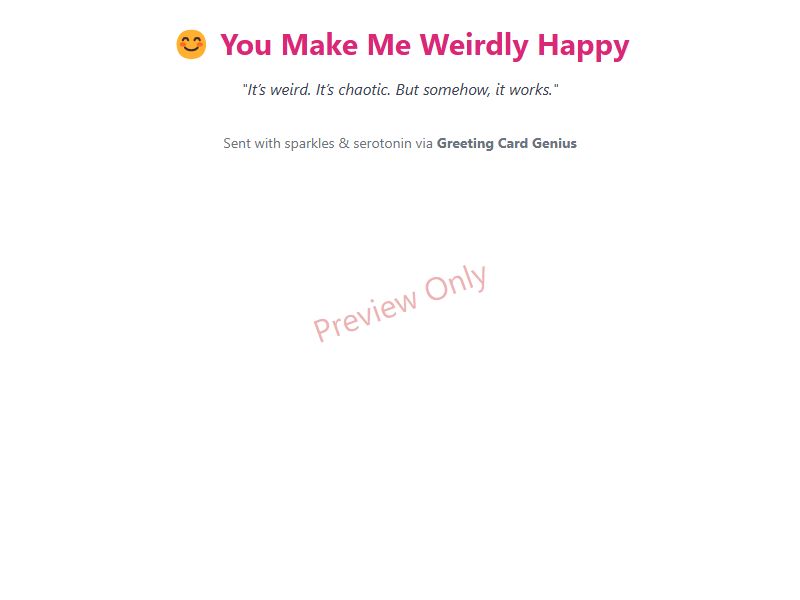 😊 You Make Me Weirdly Happy
"It’s weird. It’s chaotic. But somehow, it works."
Sent with sparkles & serotonin via Greeting Card Genius
Preview Only